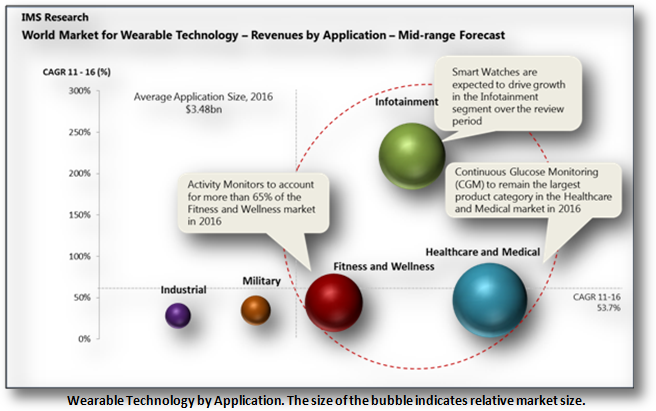 IMS Research
World Market for Wearable Technology – Revenues by Application – Mid-range Forecast
CAGR 11 - 16 (%)
300%
250%
200%
150%
100%
50%
0%
Average Application Size, 2016
$3.48bn
Infotainment
Smart Watches are
expected to drive growth
in the Infotainment
segment over the review
period
Activity Monitors to account
for more than 65% of the
Fitness and Wellness market
in 2016
Continuous Glucose Monitoring
(CGM) to remain the largest
product category in the Healthcare
and Medical market in 2016
Industrial
Military
Fitness and Wellness
Healthcare and Medical
CAGR 11-16
53.7%
Wearable Technology by Application. The size of the bubble indicates relative market size.